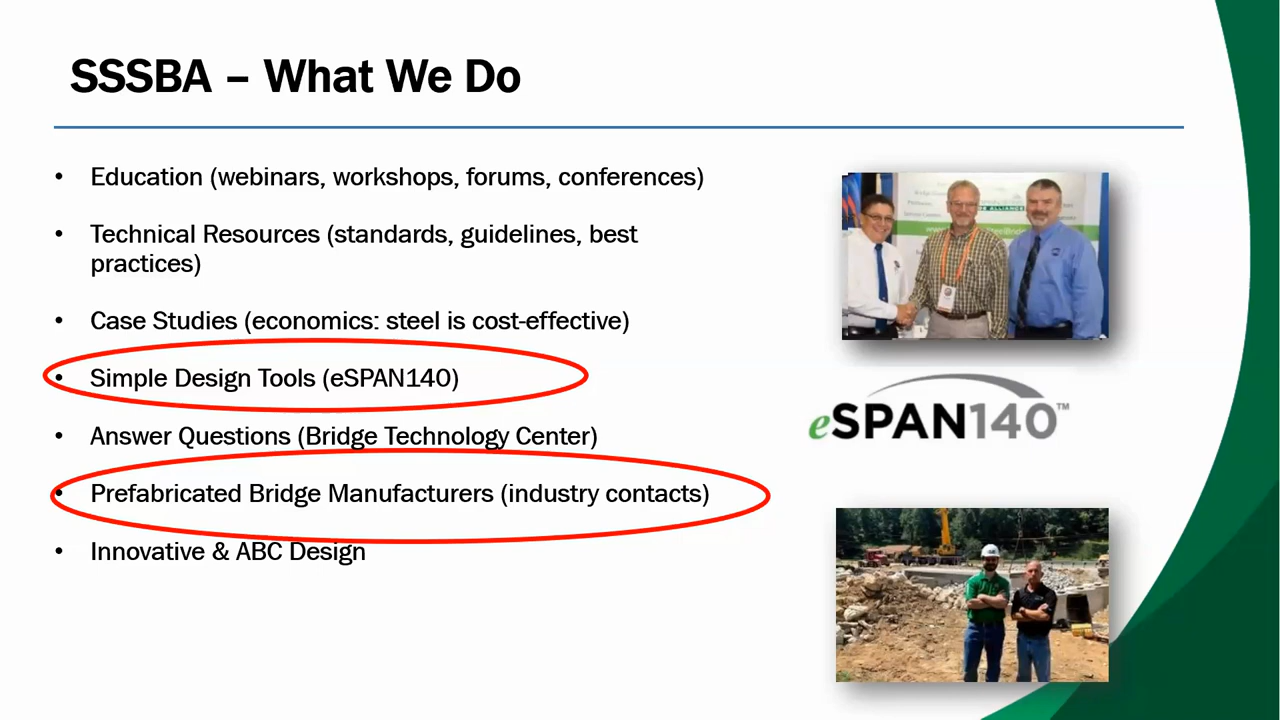 SSSBA – What We Do
• Education (webinars, workshops, forums, conferences)
• Technical Resources (standards, guidelines, best
practices)
• Case Studies (economics: steel is cost-effective)
• Simple Design Tools (eSPAN140)
• Answer Questions (Bridge Technology Center)
• Prefabricated Bridge Manufacturers (industry contacts)
• Innovative & ABC Design
eSPAN140™